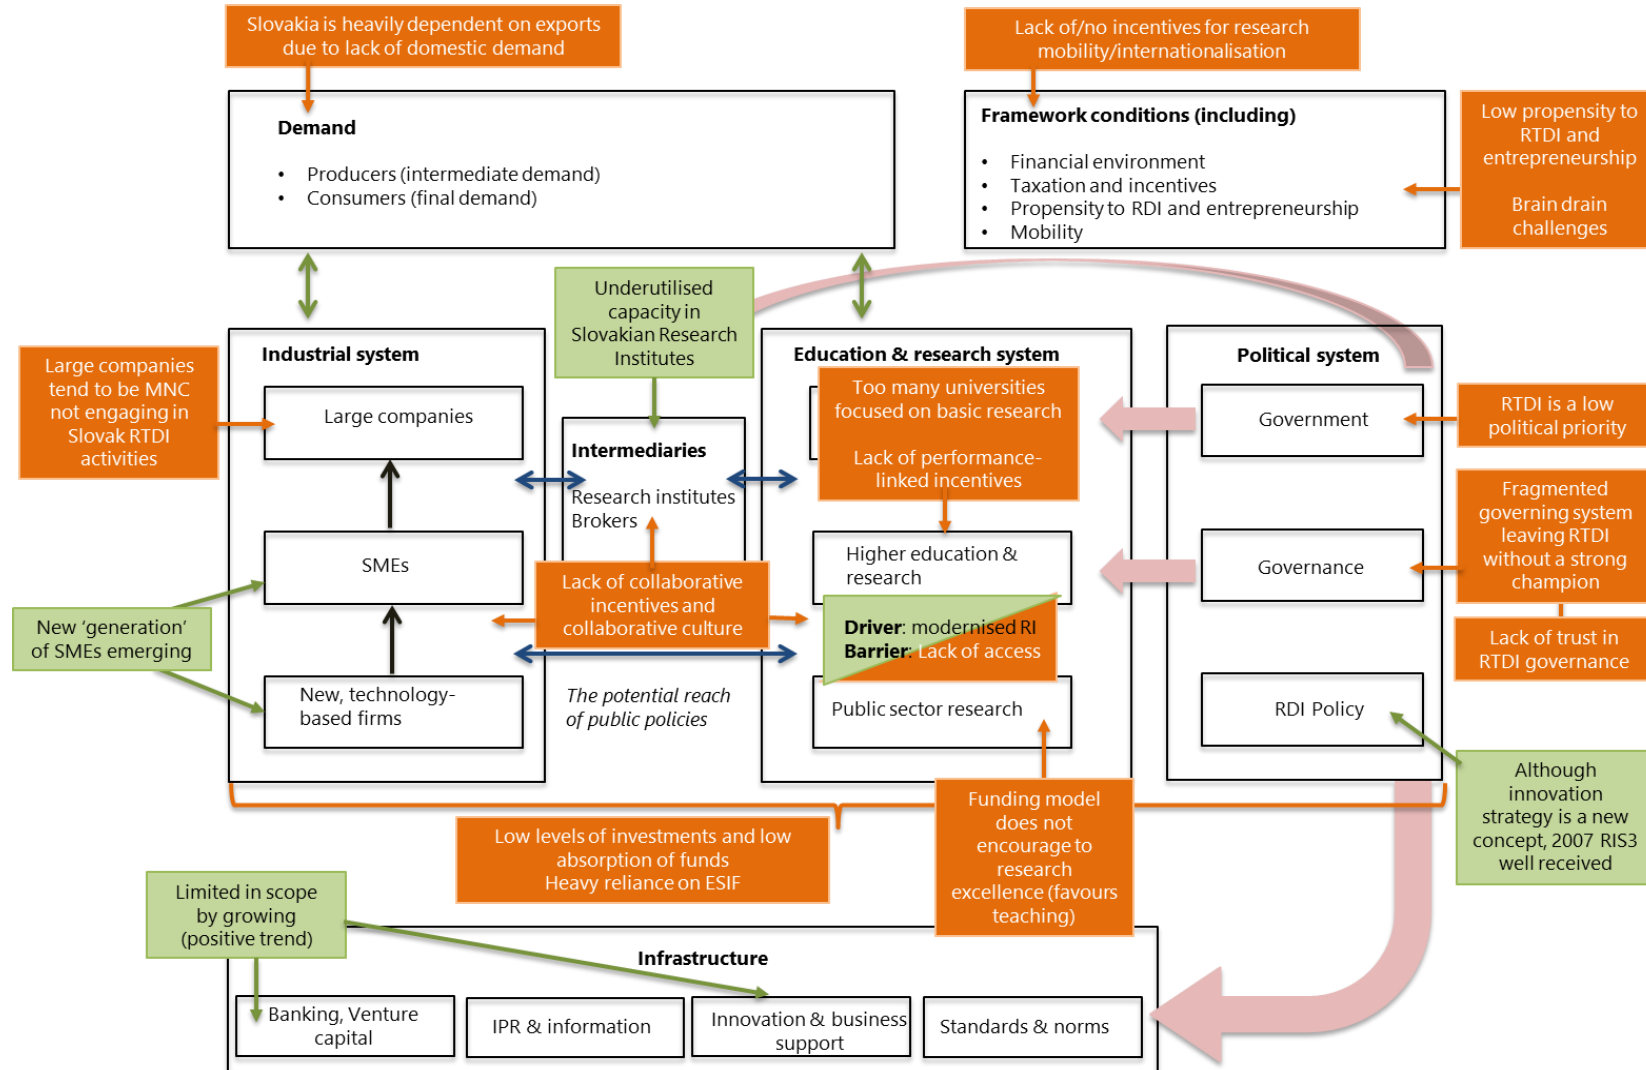 Slovakia is heavily dependent on exports
due to lack of domestic demand
Lack of/no incentives for research
mobility/internationalisation
Demand
• Producers (intermediate demand)
• Consumers (final demand)
Framework conditions (including)
• Financial environment
• Taxation and incentives
• Propensity to RDI and entrepreneurship
• Mobility
Low propensity to
RTDI and
entrepreneurship
Brain drain
challenges
Underutilised
capacity in
Slovakian Research
Institutes
Industrial system
Education & research system
Political system
Large companies
tend to be MNC
not engaging in
Slovak RTDI
activities
Large companies
Intermediaries
Research institutes
Brokers
Too many universities
focused on basic research
Lack of performance-
linked incentives
Government
RTDI is a low
political priority
SMEs
Lack of collaborative
incentives and
collaborative culture
Higher education &
research
Governance
Fragmented
governing system
leaving RTDI
without a strong
champion
Lack of trust in
RTDI governance
New ‘generation’
of SMEs emerging
Driver: modernised RI
Barrier: Lack of access
New, technology-
based firms
The potential reach
of public policies
Public sector research
RDI Policy
Although
innovation
strategy is a new
concept, 2007 RIS3
well received
Low levels of investments and low
absorption of funds
Heavy reliance on ESIF
Funding model
does not
encourage to
research
excellence (favours
teaching)
Limited in scope
by growing
(positive trend)
Infrastructure
Banking, Venture
capital
IPR & information
Innovation & business
support
Standards & norms